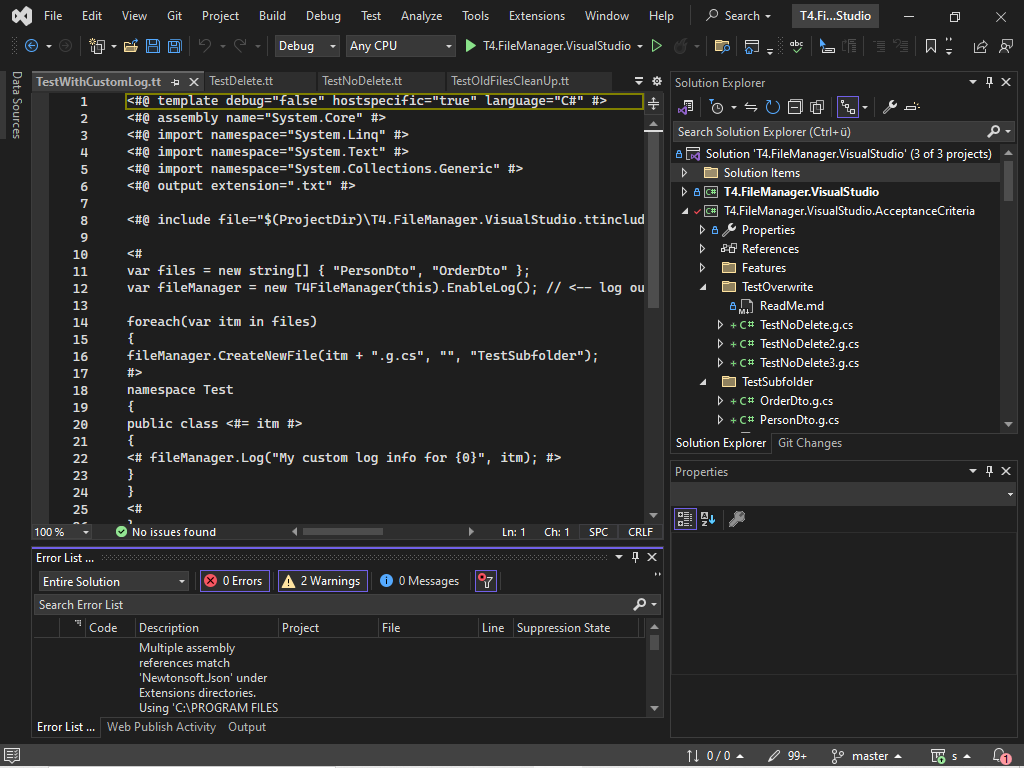 File Edit View Git Project Build Debug Test Analyze Tools Extensions Window Help Search T4.Fi...Studio
Debug Any CPU T4.FileManager.VisualStudio
Data Sources
TestWithCustomLog.tt TestDelete.tt TestNoDelete.tt TestOldFilesCleanUp.tt
1 <#@ template debug="false" hostspecific="true" language="C#" #>
2 <#@ assembly name="System.Core" #>
3 <#@ import namespace="System.Linq" #>
4 <#@ import namespace="System.Text" #>
5 <#@ import namespace="System.Collections.Generic" #>
6 <#@ output extension=".txt" #>
7
8 <#@ include file="$(ProjectDir)\T4.FileManager.VisualStudio.ttinclud
9
10 <#
11 var files = new string[] { "PersonDto", "OrderDto" };
12 var fileManager = new T4FileManager(this).EnableLog(); // <-- log ou
13
14 foreach(var itm in files)
15 {
16 fileManager.CreateNewFile(itm + ".g.cs", "", "TestSubfolder");
17 #>
18 namespace Test
19 {
20 public class <#= itm #>
21 {
22 <# fileManager.Log("My custom log info for {0}", itm); #>
23 }
24 }
25 <#
100 % No issues found Ln: 1 Ch: 1 SPC CRLF
Error List ...
Entire Solution 0 Errors 2 Warnings 0 Messages
Search Error List
Code Description Project File Line Suppression State
Multiple assembly
references match
'Newtonsoft.Json' under
Extensions directories.
Using 'C:\PROGRAM FILES
Error List ... Web Publish Activity Output
Solution Explorer
Search Solution Explorer (Ctrl+ü)
Solution 'T4.FileManager.VisualStudio' (3 of 3 projects)
Solution Items
C# T4.FileManager.VisualStudio
C# T4.FileManager.VisualStudio.AcceptanceCriteria
Properties
References
Features
TestOverwrite
ReadMe.md
+ C# TestNoDelete.g.cs
+ C# TestNoDelete2.g.cs
+ C# TestNoDelete3.g.cs
TestSubfolder
+ C# OrderDto.g.cs
+ C# PersonDto.g.cs
Solution Explorer Git Changes
Properties
0 / 0 99+ master s 1